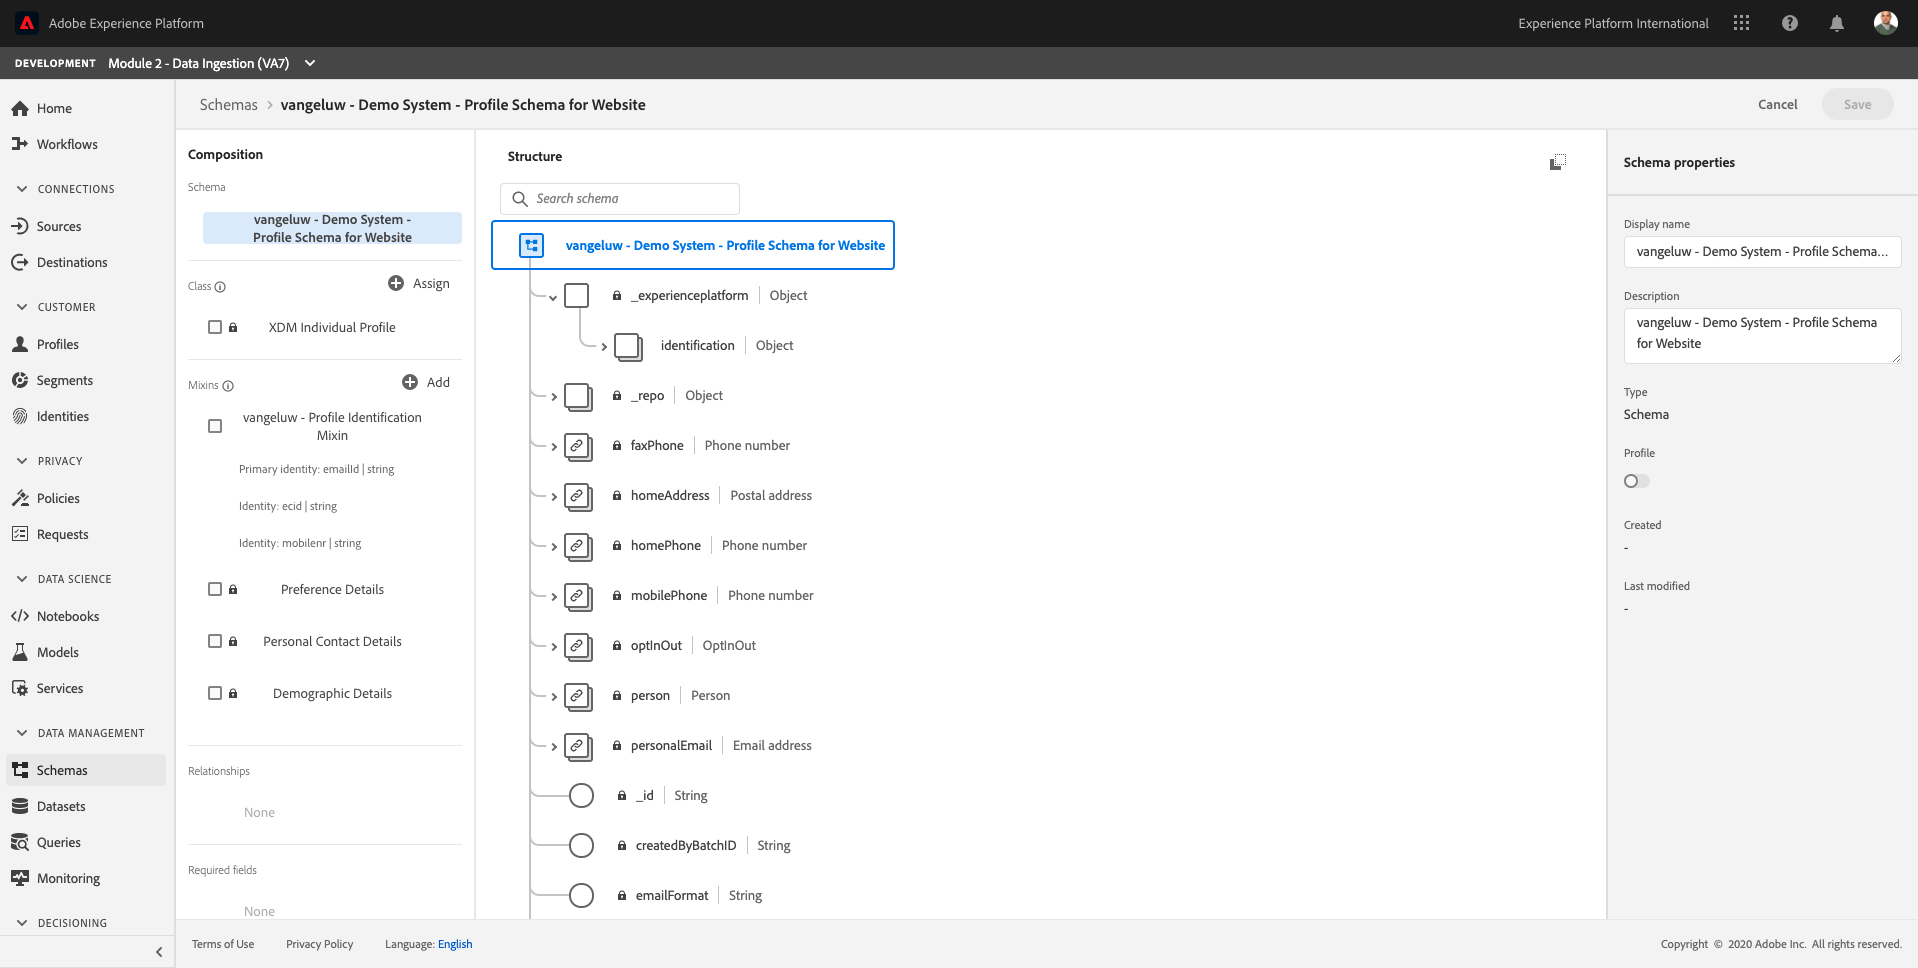 Adobe Experience Platform
Experience Platform International
DEVELOPMENT Module 2 - Data Ingestion (VA7)
Home
Workflows
CONNECTIONS
Sources
Destinations
CUSTOMER
Profiles
Segments
Identities
PRIVACY
Policies
Requests
DATA SCIENCE
Notebooks
Models
Services
DATA MANAGEMENT
Schemas
Datasets
Queries
Monitoring
DECISIONING
Schemas > vangeluw - Demo System - Profile Schema for Website
Cancel
Save
Composition
Schema
vangeluw - Demo System -
Profile Schema for Website
Class
Assign
XDM Individual Profile
Mixins
Add
vangeluw - Profile Identification
Mixin
Primary identity: emailId | string
Identity: ecid | string
Identity: mobilenr | string
Preference Details
Personal Contact Details
Demographic Details
Relationships
None
Required fields
None
Structure
Search schema
vangeluw - Demo System - Profile Schema for Website
_experienceplatform | Object
identification | Object
_repo | Object
faxPhone | Phone number
homeAddress | Postal address
homePhone | Phone number
mobilePhone | Phone number
optInOut | OptInOut
person | Person
personalEmail | Email address
_id | String
createdByBatchID | String
emailFormat | String
Schema properties
Display name
vangeluw - Demo System - Profile Schema...
Description
vangeluw - Demo System - Profile Schema
for Website
Type
Schema
Profile
Created
-
Last modified
-
Terms of Use
Privacy Policy
Language: English
Copyright © 2020 Adobe Inc. All rights reserved.